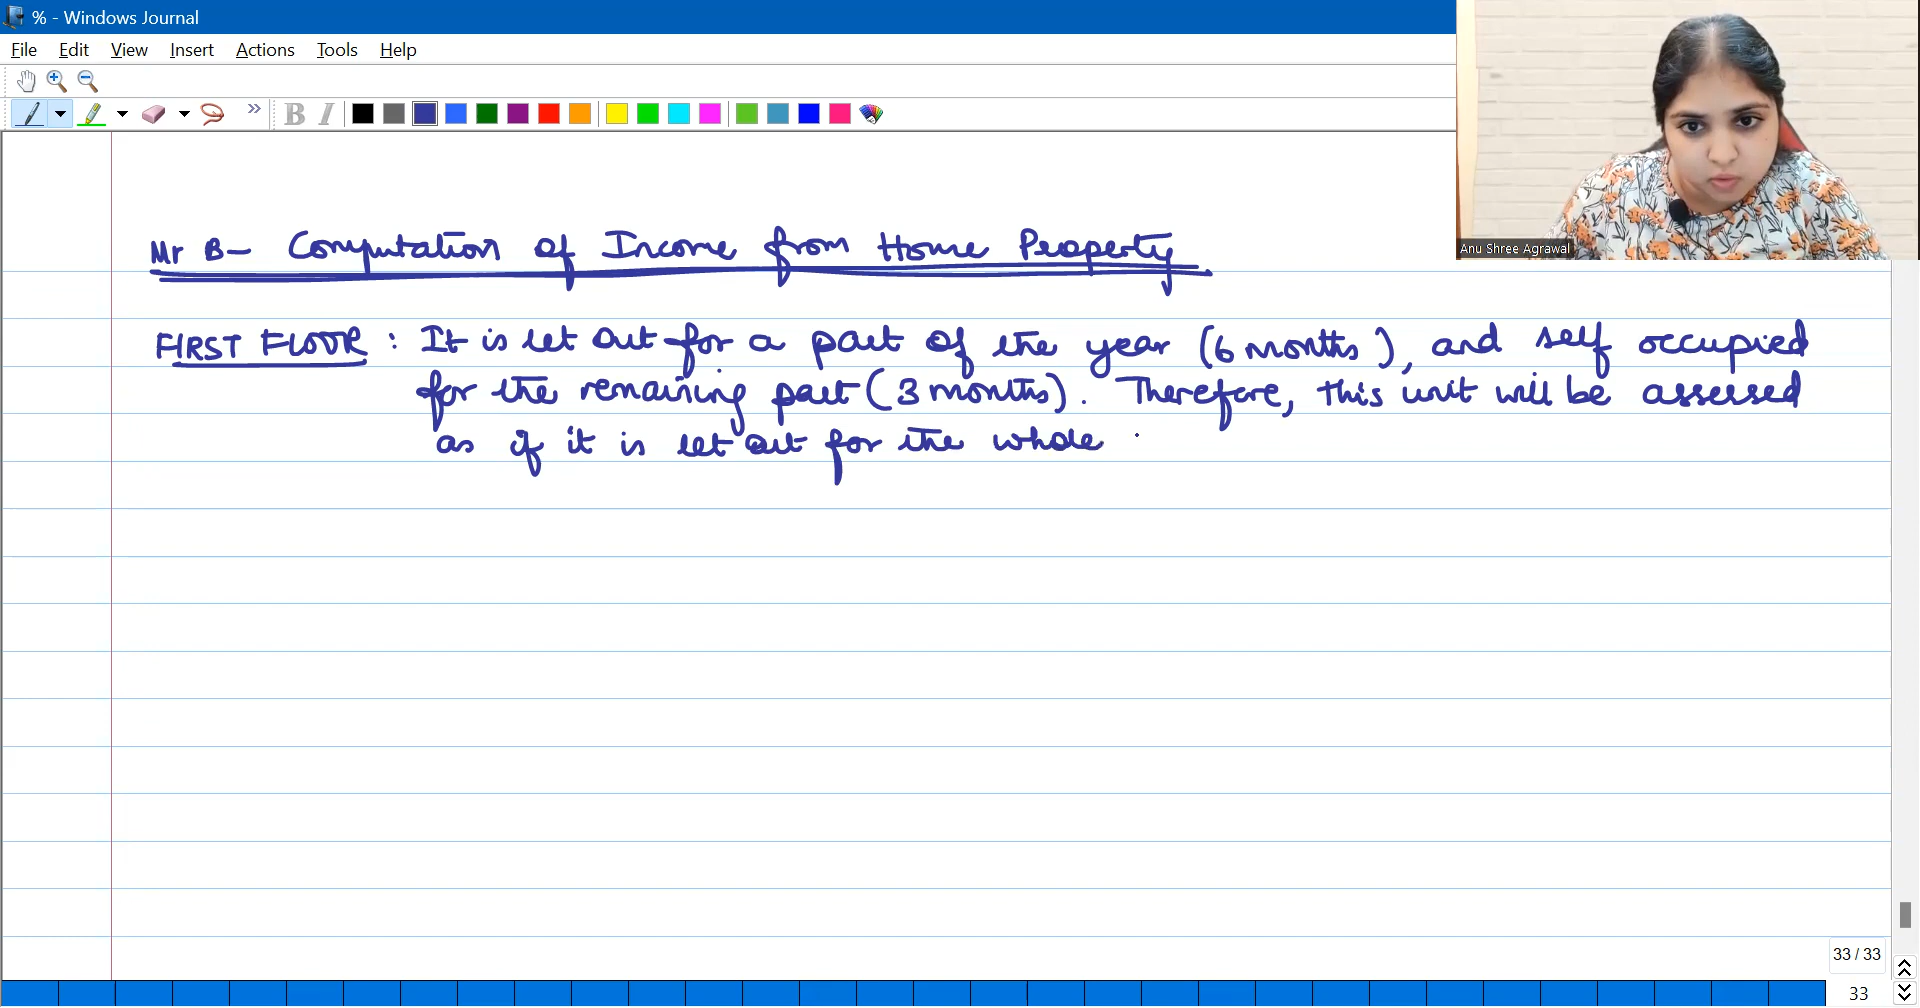 % - Windows Journal
File Edit View Insert Actions Tools Help
B I
Anu Shree Agrawal
Mr B- Computation of Income from House Property
FIRST FLOOR : It is let out for a part of the year (6 months), and self occupied
for the remaining part (3 months). Therefore, this unit will be assessed
as if it is let out for the whole
33 / 33
33